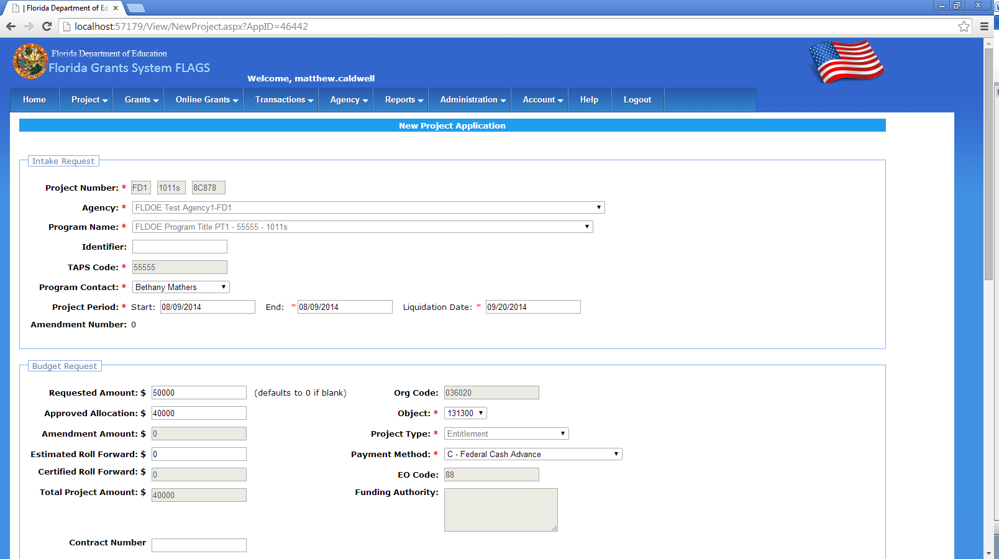 | Florida Department of Ed
localhost:57179/View/NewProject.aspx?AppID=46442
Florida Department of Education
Florida Grants System FLAGS
Welcome, matthew.caldwell
Home Project Grants Online Grants Transactions Agency Reports Administration Account Help Logout
New Project Application
Intake Request
Project Number: * FD1 1011s 8C878
Agency: * FLDOE Test Agency1-FD1
Program Name: * FLDOE Program Title PT1 - 55555 - 1011s
Identifier:
TAPS Code: * 55555
Program Contact: * Bethany Mathers
Project Period: * Start: 08/09/2014 End: * 08/09/2014 Liquidation Date: * 09/20/2014
Amendment Number: 0
Budget Request
Requested Amount: $ 50000 (defaults to 0 if blank) Org Code: 036020
Approved Allocation: $ 40000 Object: * 131300
Amendment Amount: $ 0 Project Type: * Entitlement
Estimated Roll Forward: $ 0 Payment Method: * C - Federal Cash Advance
Certified Roll Forward: $ 0 EO Code: 88
Total Project Amount: $ 40000 Funding Authority:
Contract Number